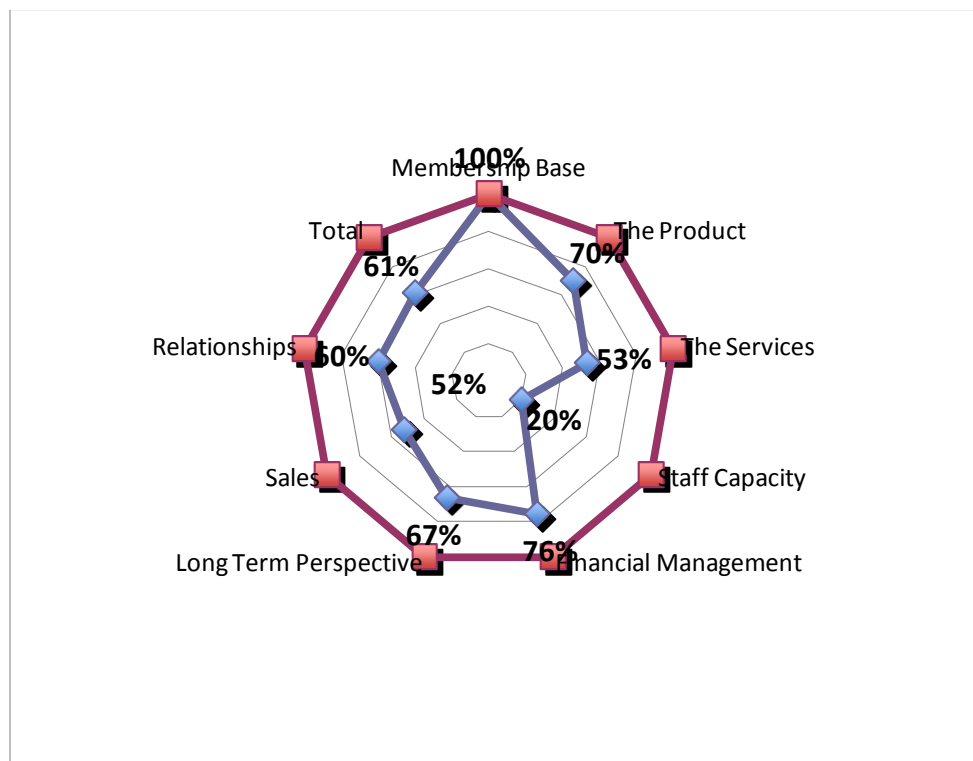 100%
Membership Base
Total
The Product
70%
61%
Relationships
60%
The Services
53%
52%
20%
Sales
Staff Capacity
67%
76%
Long Term Perspective
Financial Management